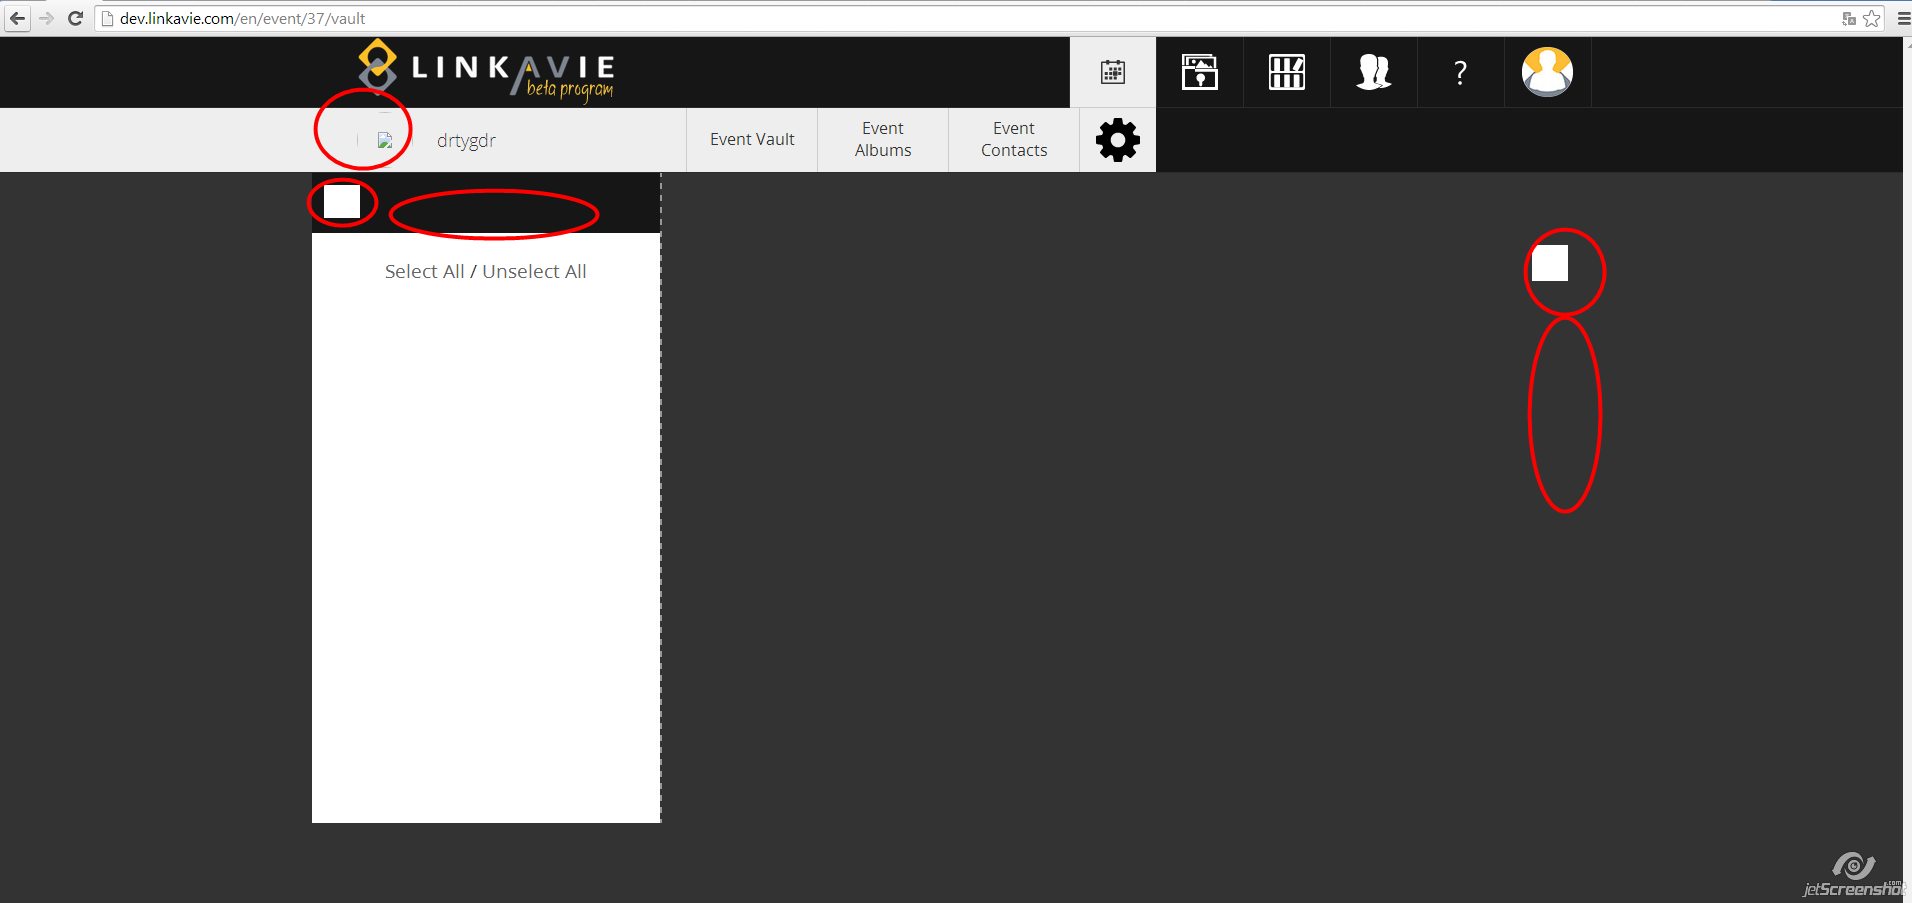 dev.linkavie.com/en/event/37/vault
LINKAVIE
beta program
?
drtygdr
Event Vault
Event
Albums
Event
Contacts
Select All / Unselect All
jetScreenshot
.com